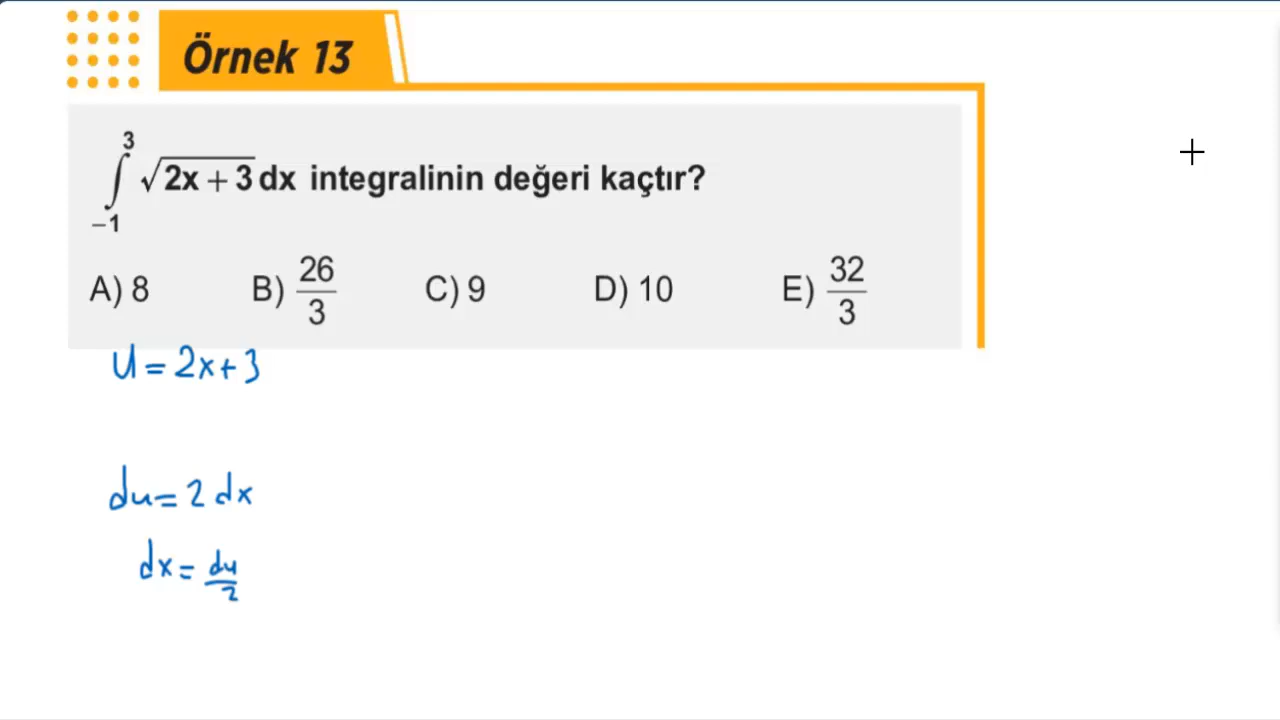 Örnek 13
∫₋₁³ √(2x + 3) dx integralinin değeri kaçtır?
A) 8 B) 26/3 C) 9 D) 10 E) 32/3
u = 2x + 3
du = 2 dx
dx = du/2